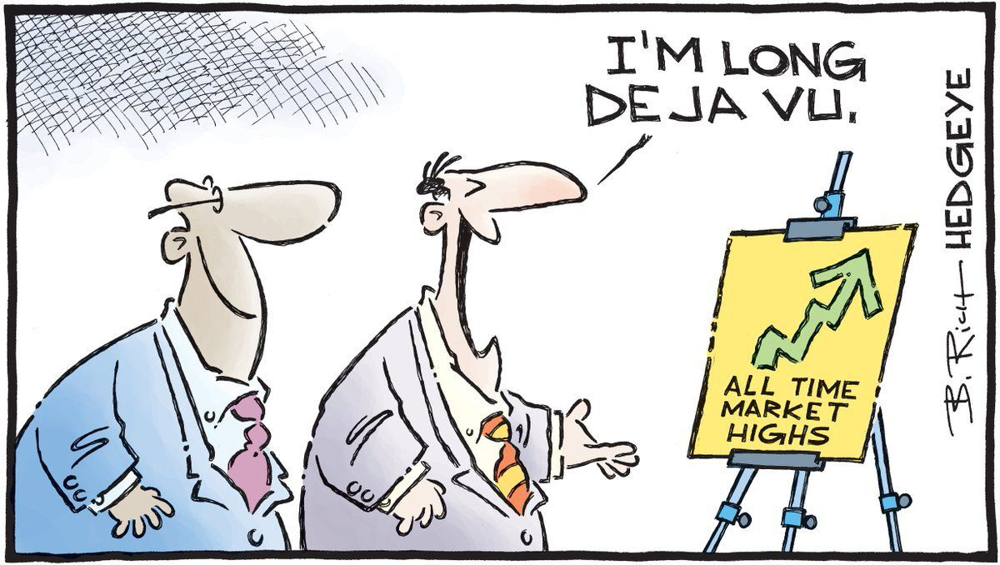 I'M LONG
DEJA VU.
ALL TIME
MARKET
HIGHS
B. Rich - HEDGEYE